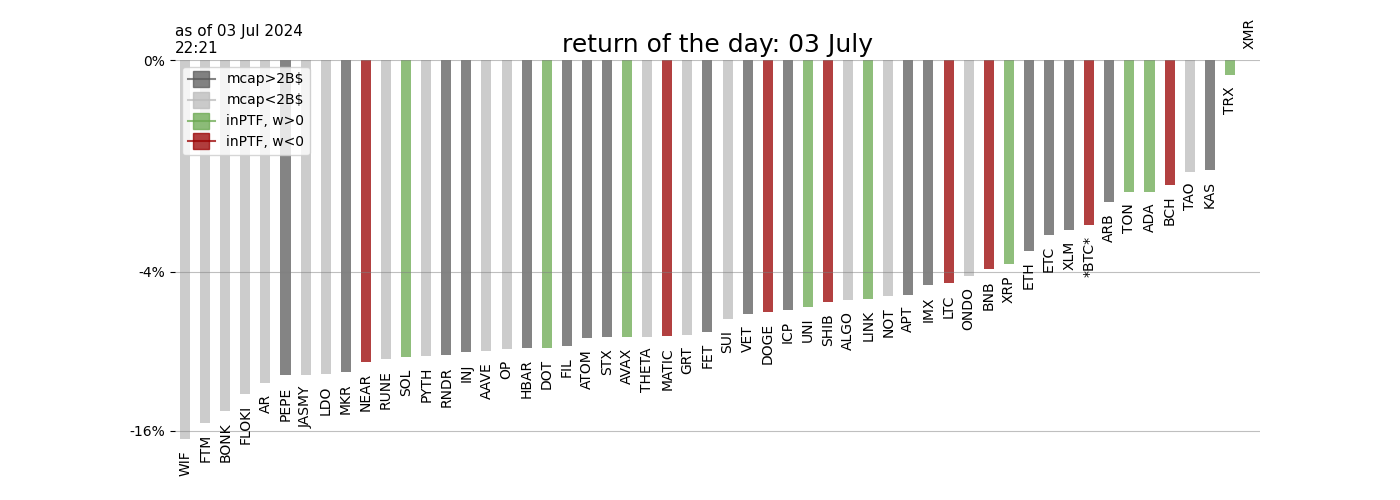 as of 03 Jul 2024
22:21
return of the day: 03 July
XMR
0%
mcap>2B$
mcap<2B$
inPTF, w>0
inPTF, w<0
-4%
-16%
WIF
FTM
BONK
FLOKI
AR
PEPE
JASMY
LDO
MKR
NEAR
RUNE
SOL
PYTH
RNDR
INJ
AAVE
OP
HBAR
DOT
FIL
ATOM
STX
AVAX
THETA
MATIC
GRT
FET
SUI
VET
DOGE
ICP
UNI
SHIB
ALGO
LINK
NOT
APT
IMX
LTC
ONDO
BNB
XRP
ETH
ETC
XLM
*BTC*
ARB
TON
ADA
BCH
TAO
KAS
TRX